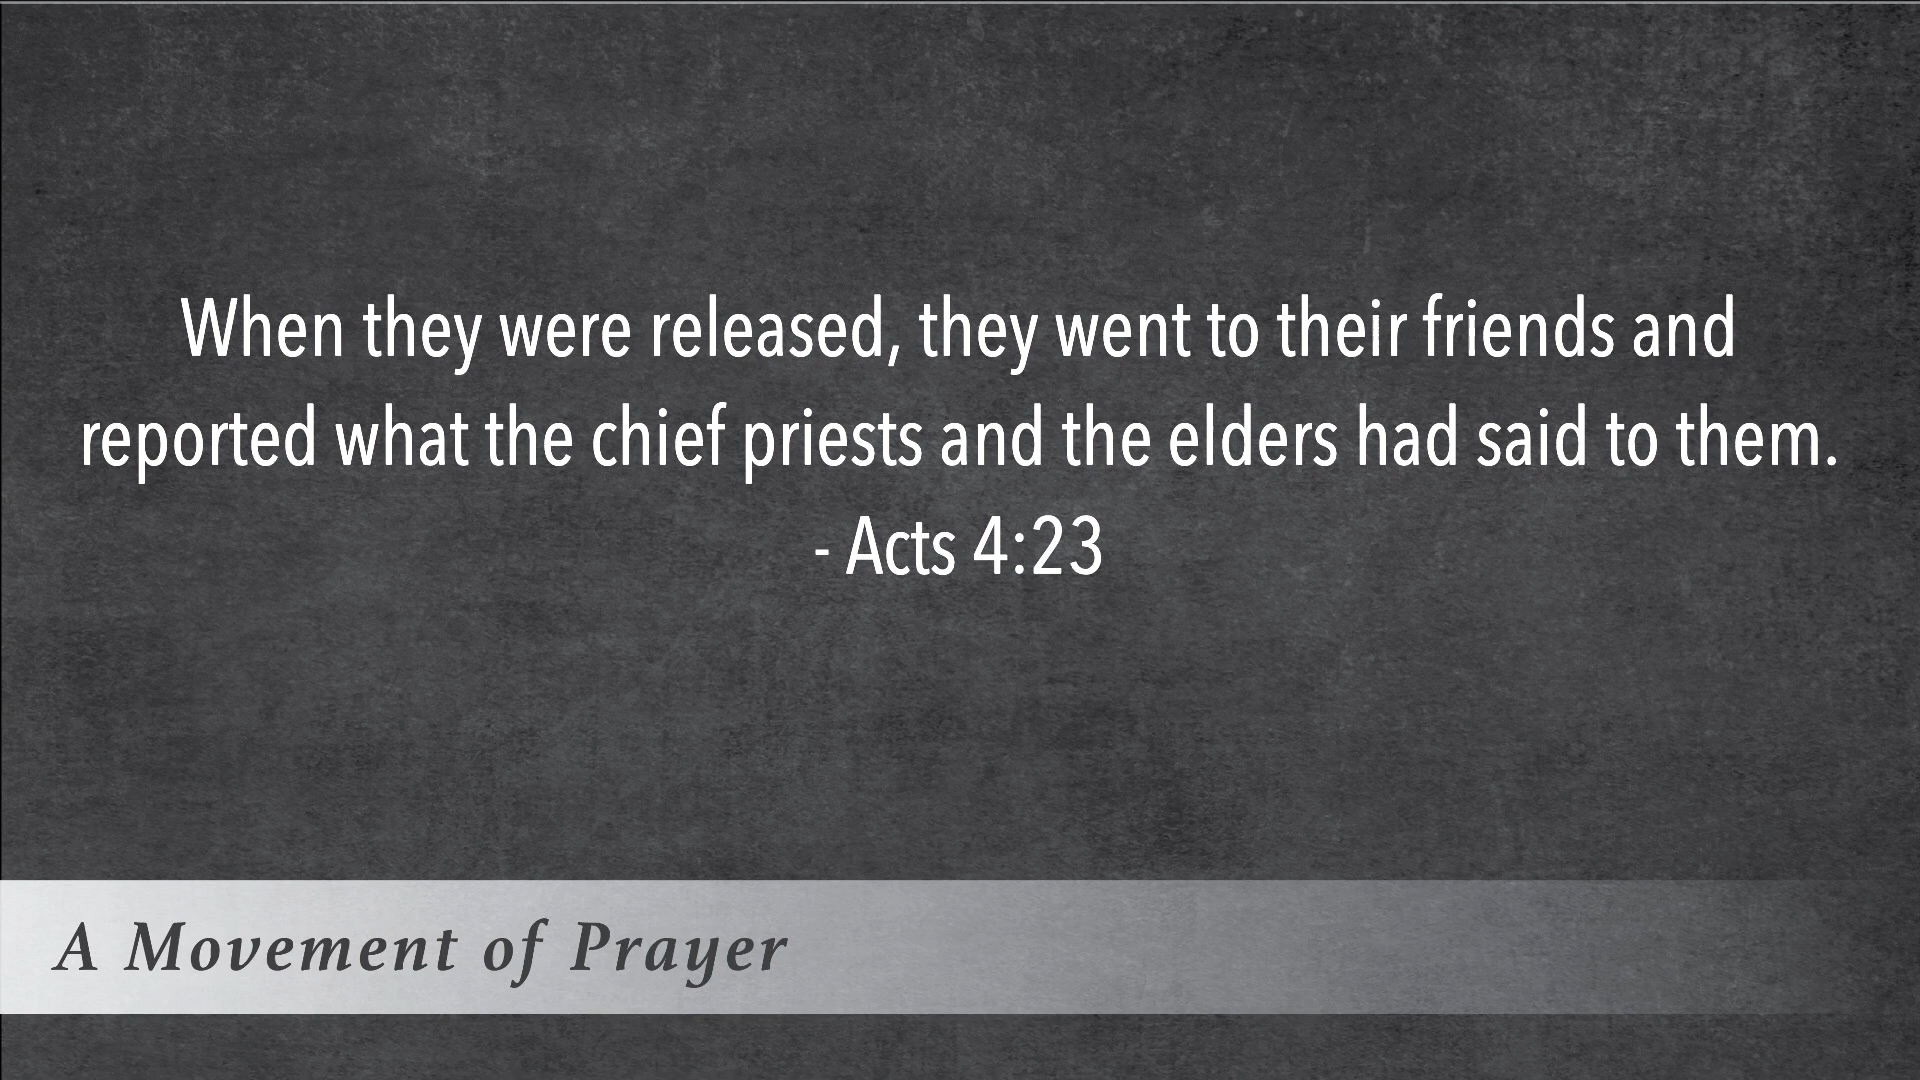 When they were released, they went to their friends and
reported what the chief priests and the elders had said to them.
- Acts 4:23
A Movement of Prayer